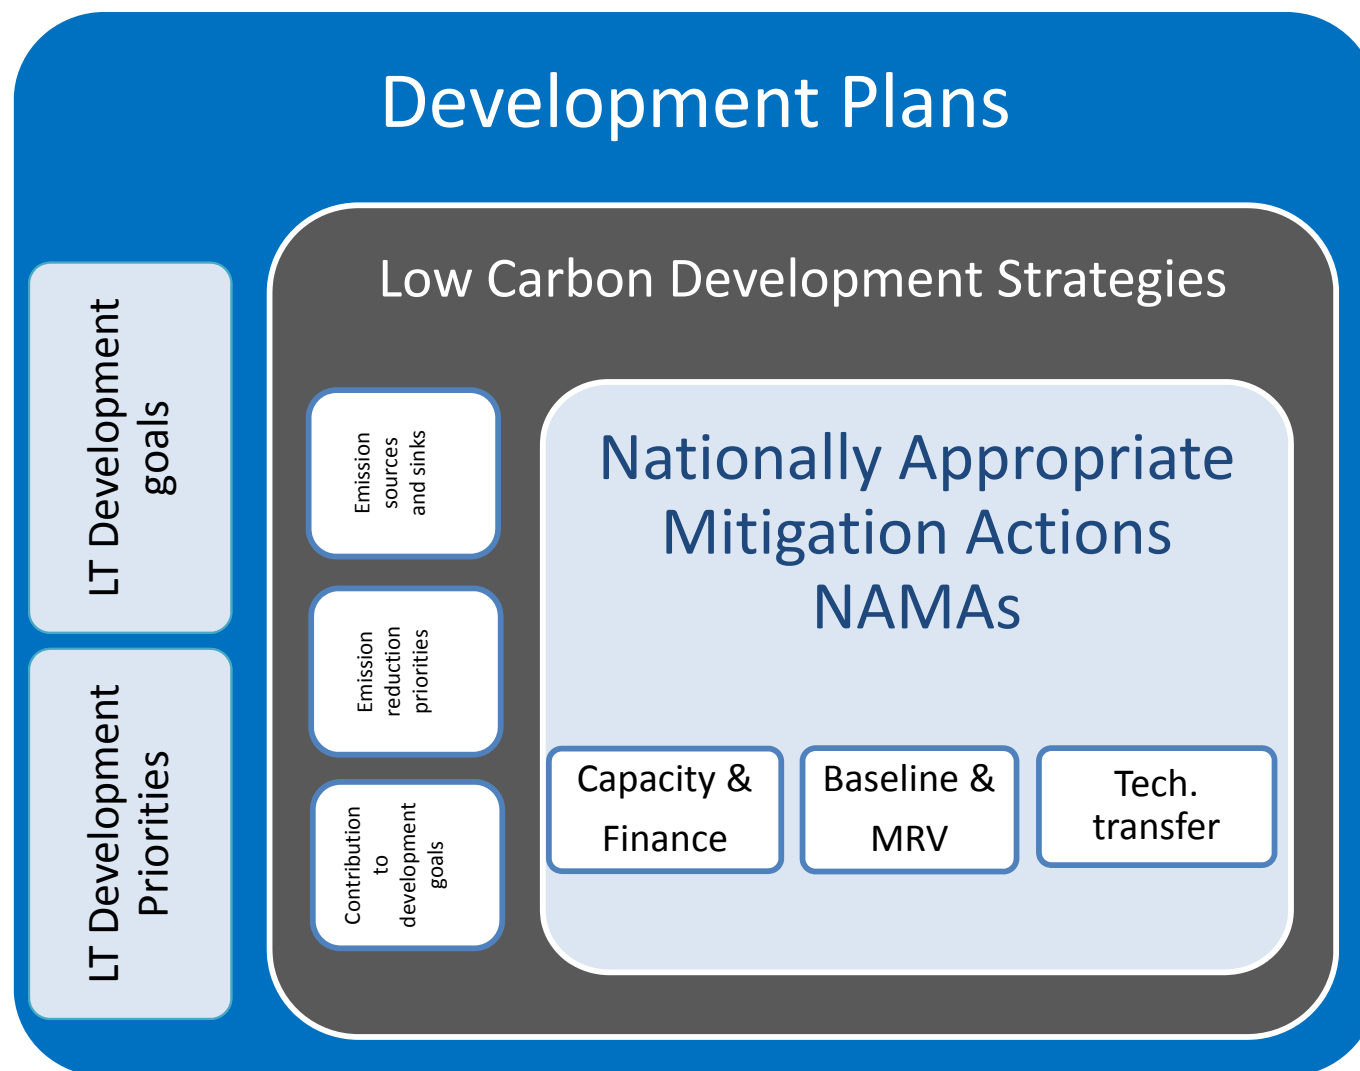 Development Plans
LT Development
goals
LT Development
Priorities
Low Carbon Development Strategies
Emission
sources
and sinks
Emission
reduction
priorities
Contribution
to
development
goals
Nationally Appropriate
Mitigation Actions
NAMAs
Capacity &
Finance
Baseline &
MRV
Tech.
transfer